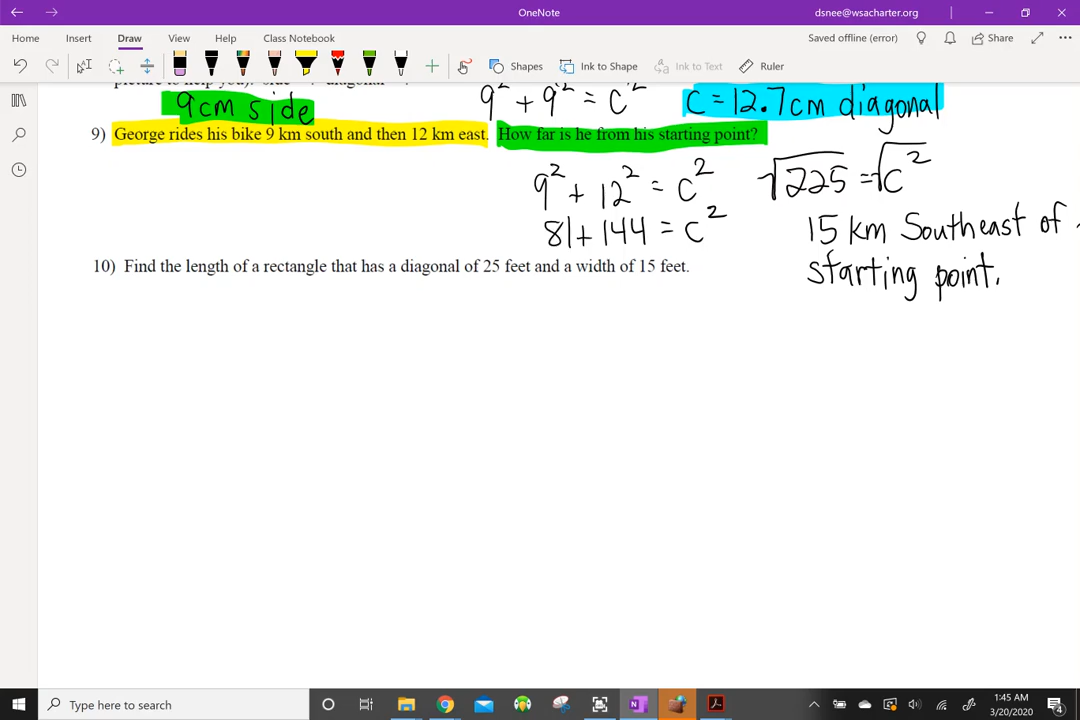 OneNote
dsnee@wsacharter.org
Home Insert Draw View Help Class Notebook
Saved offline (error)
Share
Shapes Ink to Shape Ink to Text Ruler
9cm side
9² + 9² = c²
c = 12.7cm diagonal
9) George rides his bike 9 km south and then 12 km east. How far is he from his starting point?
9² + 12² = c²
√225 = √c²
81 + 144 = c²
15 km Southeast of
starting point.
10) Find the length of a rectangle that has a diagonal of 25 feet and a width of 15 feet.
Type here to search
1:45 AM
3/20/2020
4